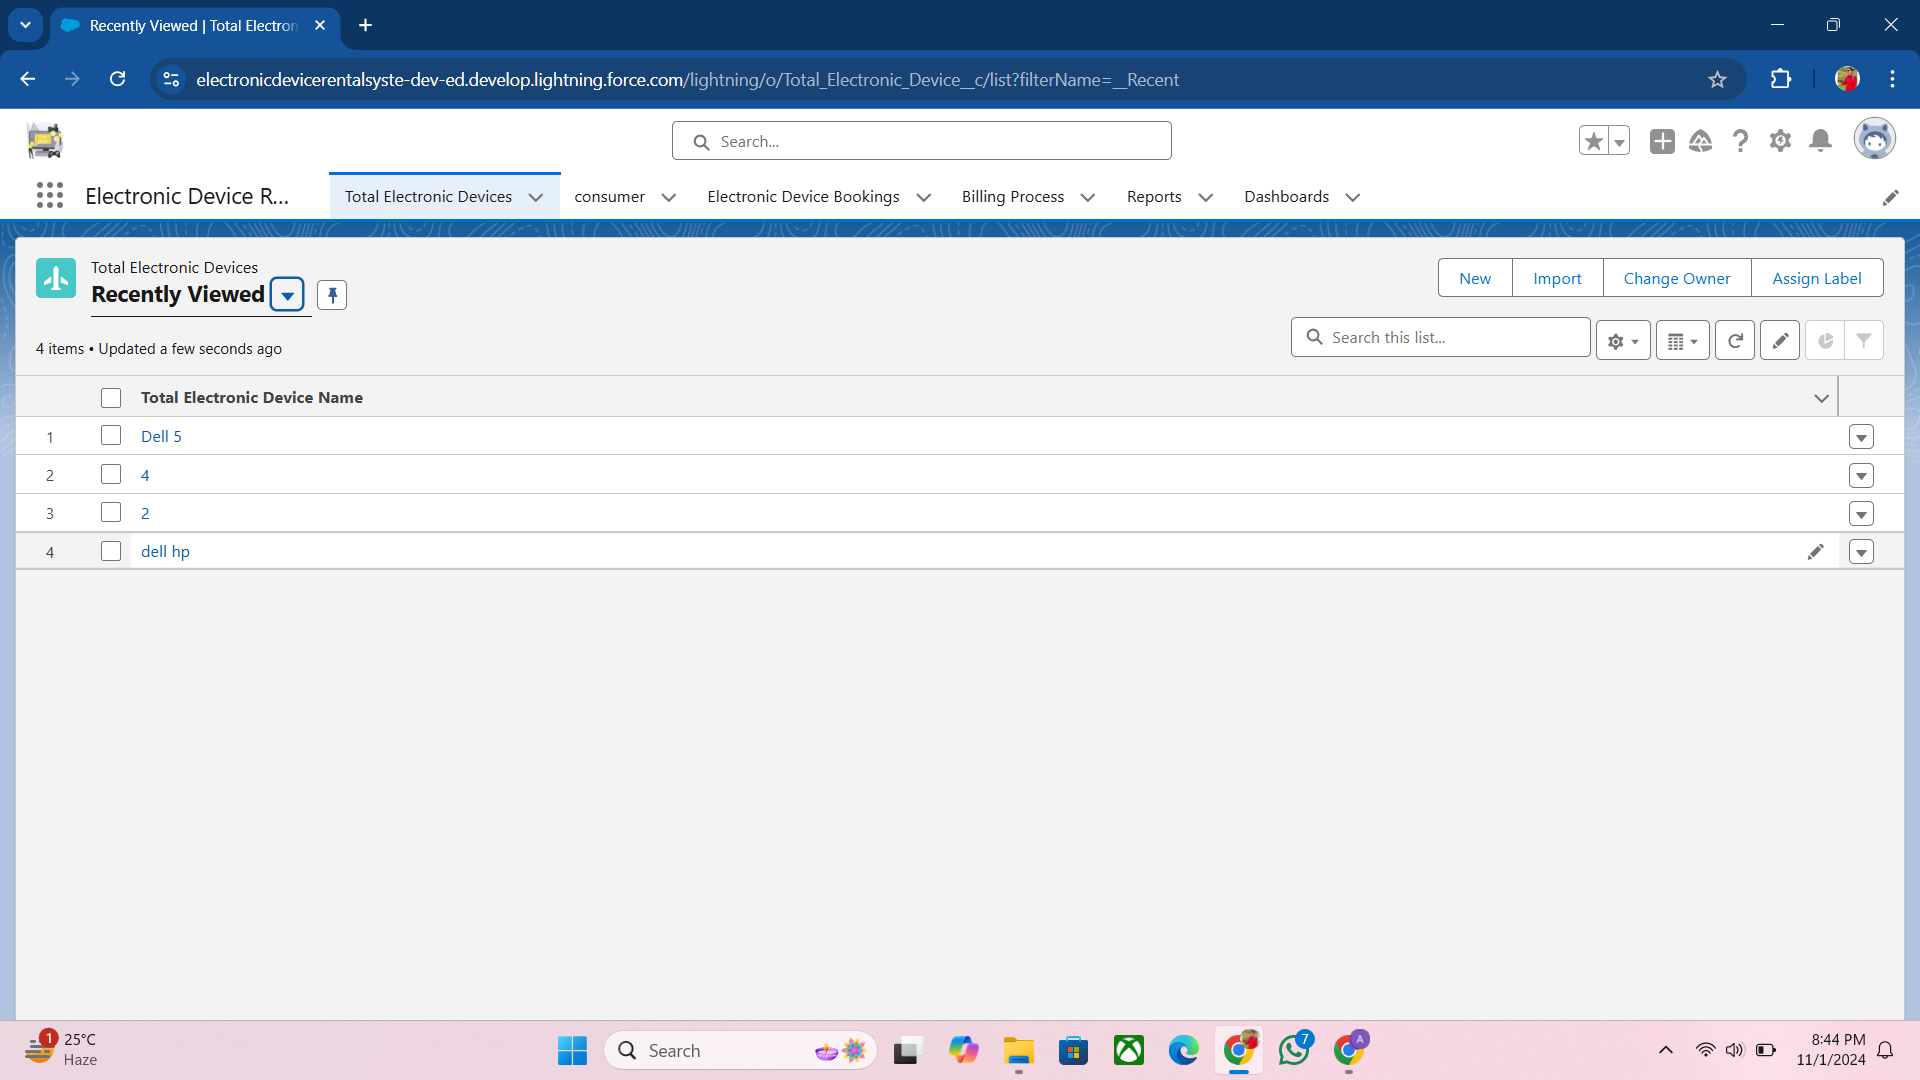 Recently Viewed | Total Electron
electronicdevicerentalsyste-dev-ed.develop.lightning.force.com/lightning/o/Total_Electronic_Device__c/list?filterName=__Recent
Search...
Electronic Device R...
Total Electronic Devices
consumer
Electronic Device Bookings
Billing Process
Reports
Dashboards
Total Electronic Devices
Recently Viewed
New
Import
Change Owner
Assign Label
4 items • Updated a few seconds ago
Search this list...
Total Electronic Device Name
1 Dell 5
2 4
3 2
4 dell hp
1
25°C
Haze
Search
7
A
8:44 PM
11/1/2024